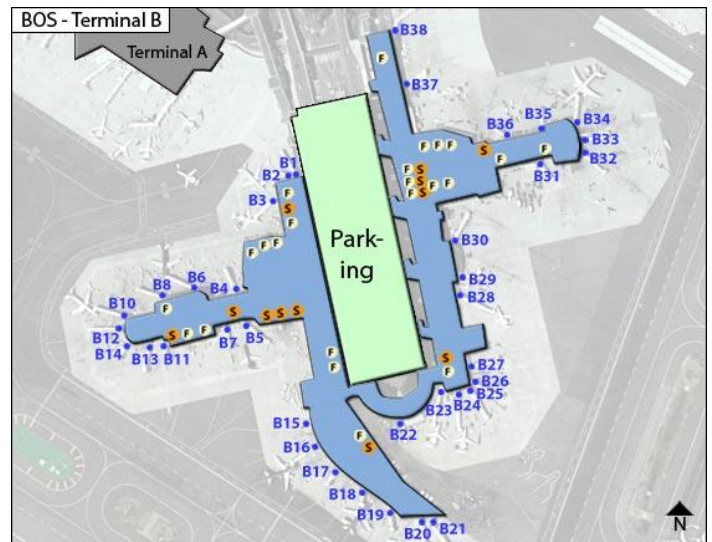 BOS - Terminal B
Terminal A
B38
F
B37
B36
B35
B34
B33
B32
B31
F F F
S
F
F
F S
F S
F S F F
B1
B2
B3
F
S
F
F F F
Park-
ing
B30
B29
B28
B4
B6
B8
B10
B12
B14
B13
B11
B7
B5
F
S
S S S
S F F
F
F
S
F
B27
B26
B25
B24
B23
B22
B15
B16
B17
B18
B19
B20
B21
F
S
N